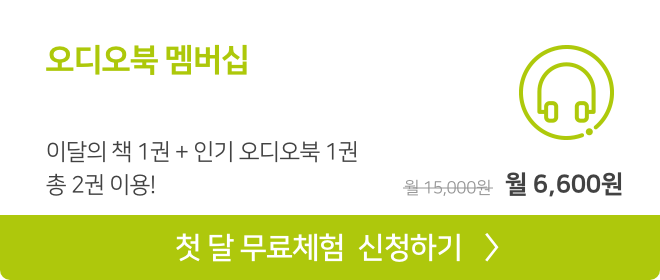 오디오북 멤버십
이달의 책 1권 + 인기 오디오북 1권
총 2권 이용!
월 15,000원 월 6,600원
첫 달 무료체험 신청하기 >